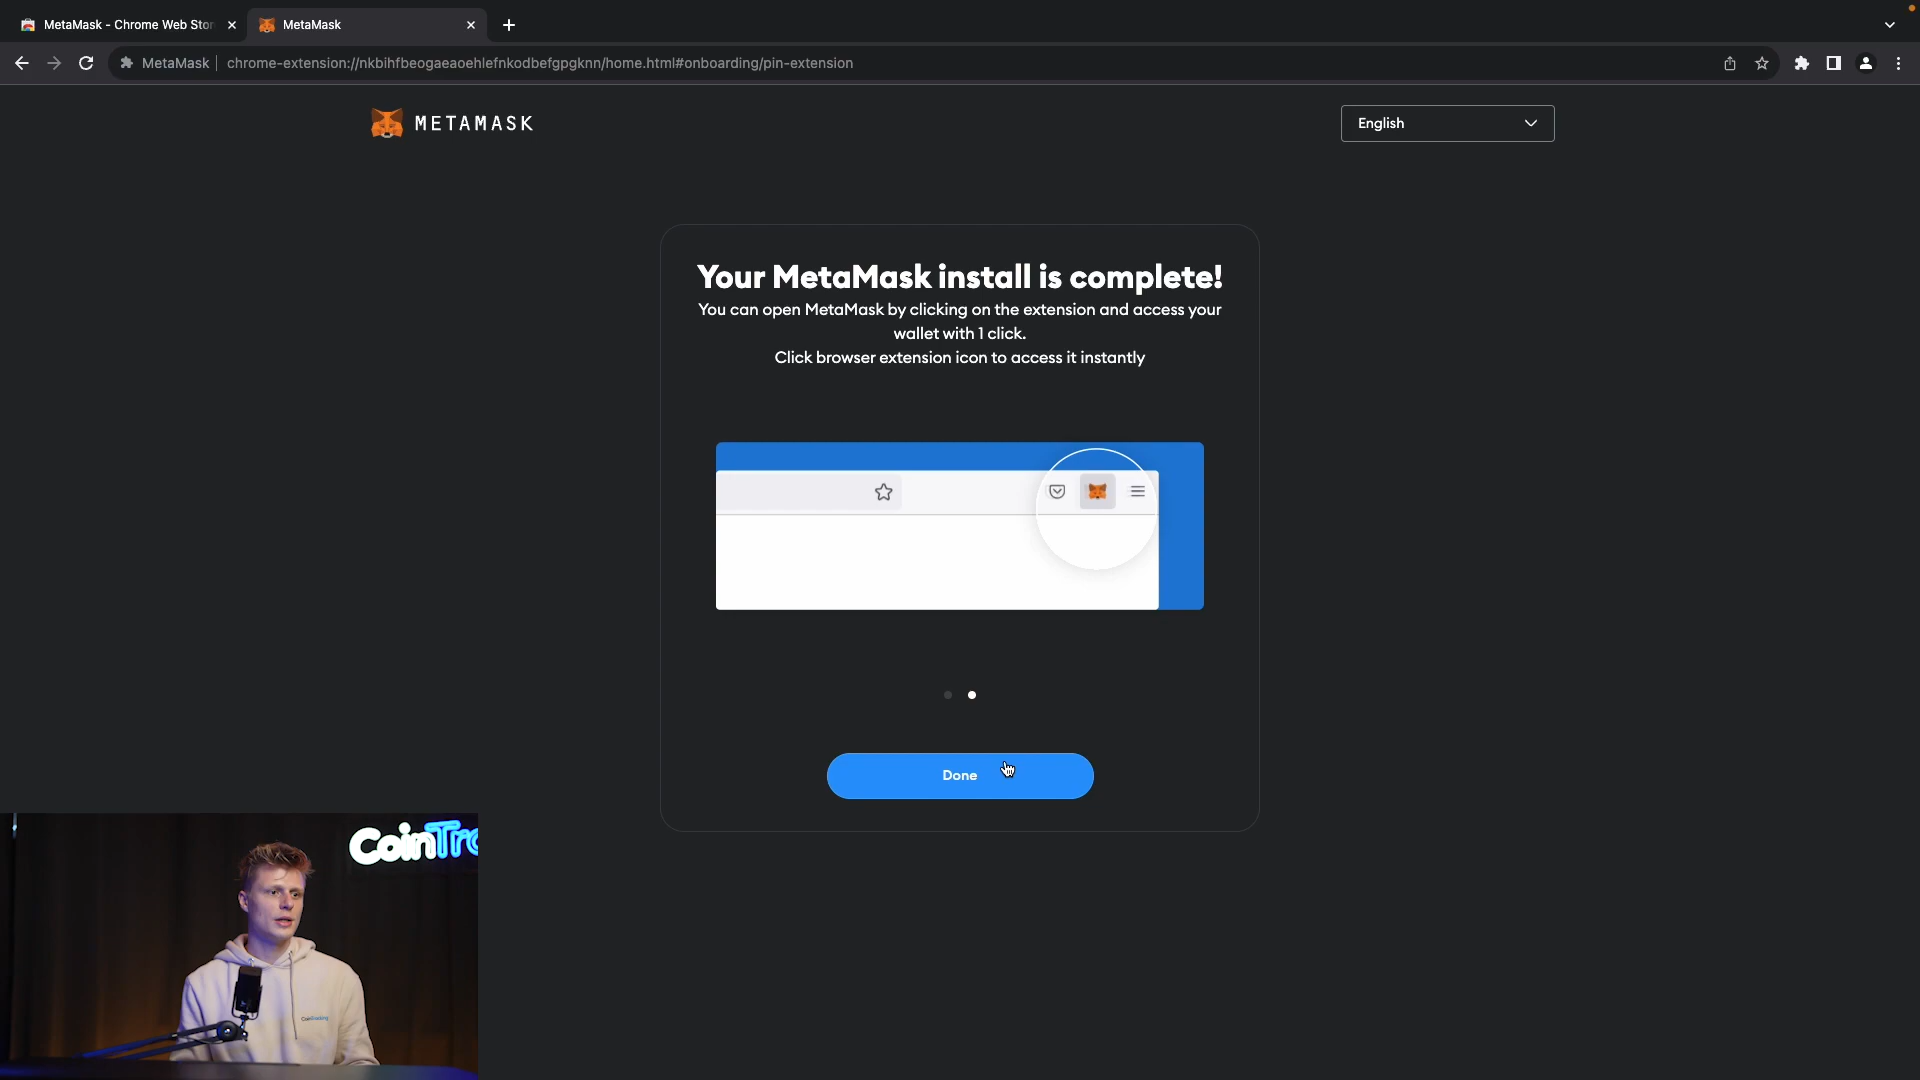 MetaMask - Chrome Web Stor
MetaMask
MetaMask
chrome-extension://nkbihfbeogaeaoehlefnkodbefgpgknn/home.html#onboarding/pin-extension
METAMASK
English
Your MetaMask install is complete!
You can open MetaMask by clicking on the extension and access your
wallet with 1 click.
Click browser extension icon to access it instantly
Done
CoinTra
CoinTracking